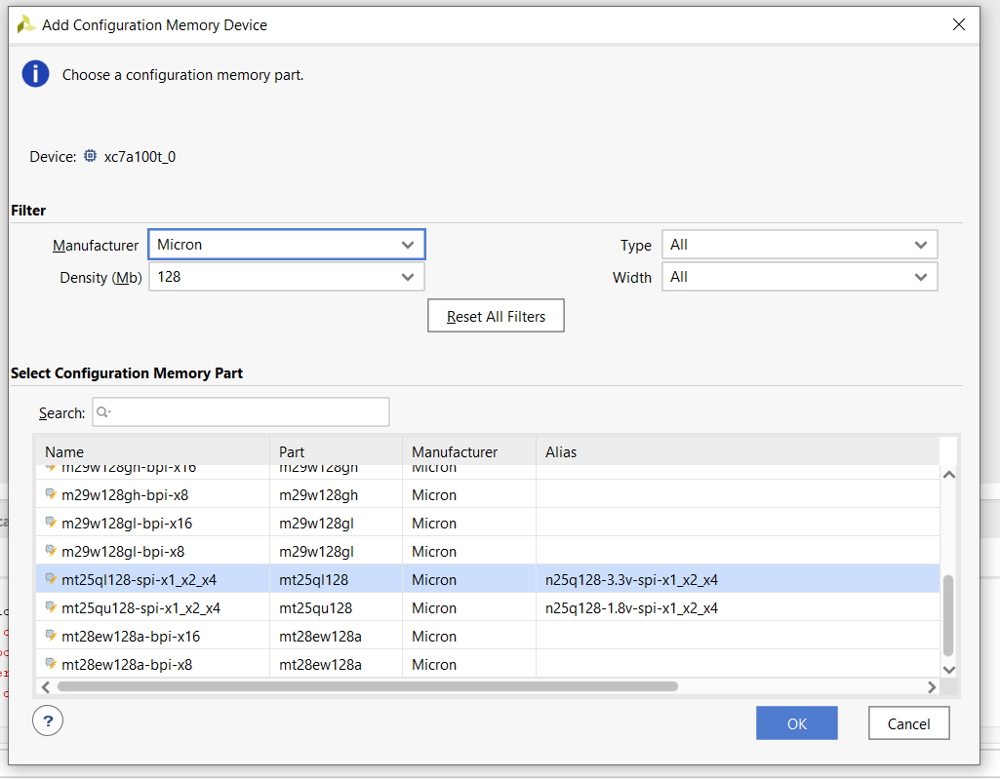 Add Configuration Memory Device
Choose a configuration memory part.
Device: xc7a100t_0
Filter
Manufacturer Micron Type All
Density (Mb) 128 Width All
Reset All Filters
Select Configuration Memory Part
Search:
Name Part Manufacturer Alias
m29w128gh-bpi-x16 m29w128gh Micron
m29w128gh-bpi-x8 m29w128gh Micron
m29w128gl-bpi-x16 m29w128gl Micron
m29w128gl-bpi-x8 m29w128gl Micron
mt25ql128-spi-x1_x2_x4 mt25ql128 Micron n25q128-3.3v-spi-x1_x2_x4
mt25qu128-spi-x1_x2_x4 mt25qu128 Micron n25q128-1.8v-spi-x1_x2_x4
mt28ew128a-bpi-x16 mt28ew128a Micron
mt28ew128a-bpi-x8 mt28ew128a Micron
? OK Cancel